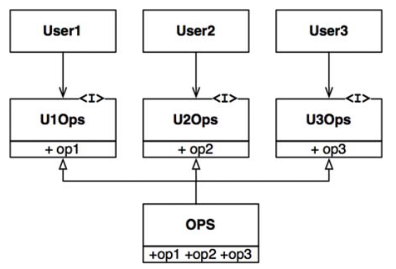 User1 User2 User3
<I> <I> <I>
U1Ops U2Ops U3Ops
+ op1 + op2 + op3
OPS
+op1 +op2 +op3